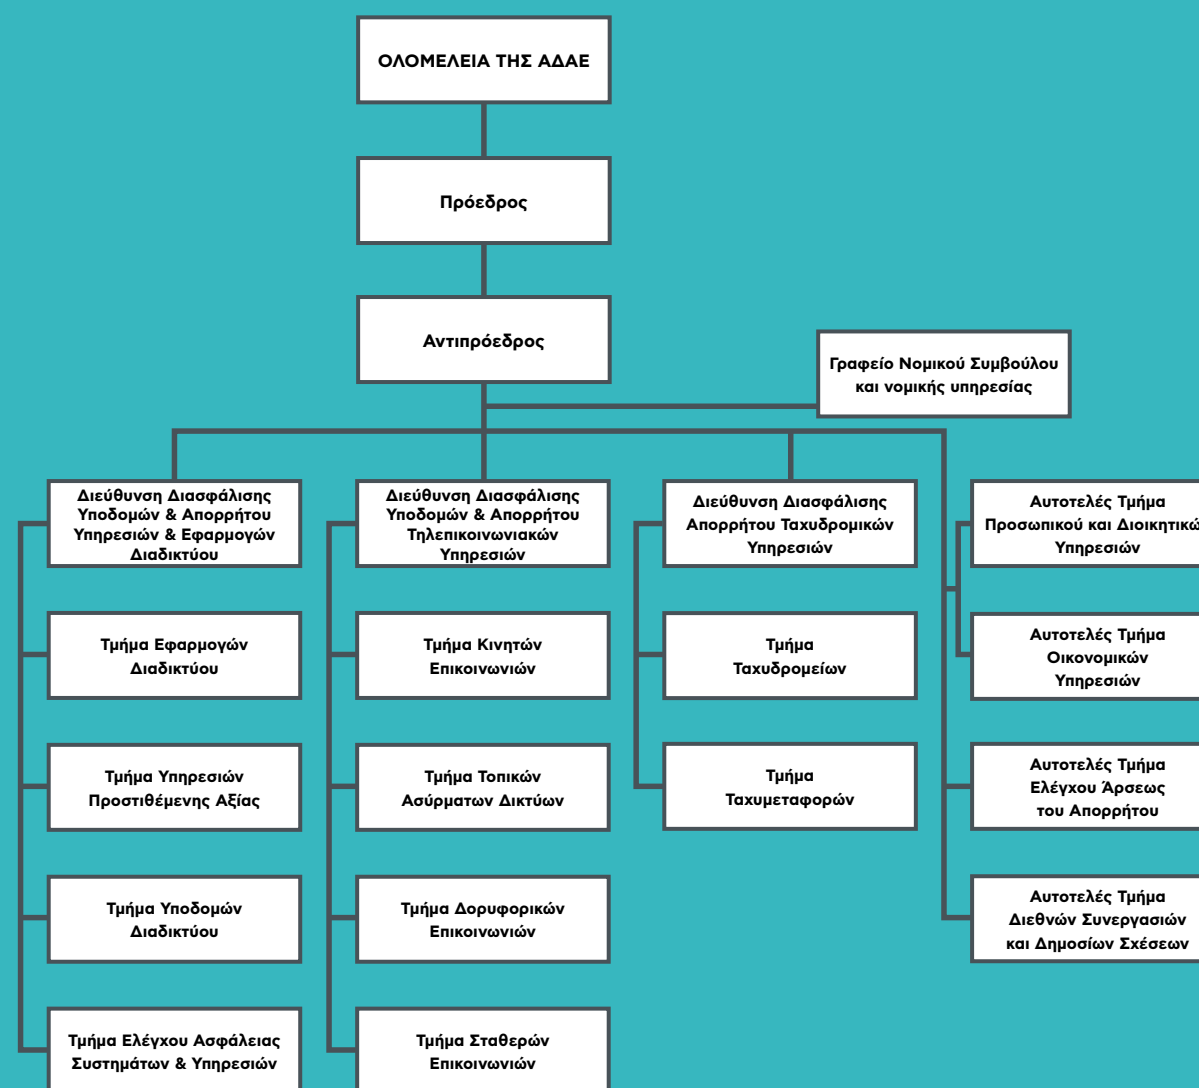 ΟΛΟΜΕΛΕΙΑ ΤΗΣ ΑΔΑΕ
Πρόεδρος
Αντιπρόεδρος
Γραφείο Νομικού Συμβούλου
και νομικής υπηρεσίας
Διεύθυνση Διασφάλισης
Υποδομών & Απορρήτου
Υπηρεσιών & Εφαρμογών
Διαδικτύου
Τμήμα Εφαρμογών
Διαδικτύου
Τμήμα Υπηρεσιών
Προστιθέμενης Αξίας
Τμήμα Υποδομών
Διαδικτύου
Τμήμα Ελέγχου Ασφάλειας
Συστημάτων & Υπηρεσιών
Διεύθυνση Διασφάλισης
Υποδομών & Απορρήτου
Τηλεπικοινωνιακών
Υπηρεσιών
Τμήμα Κινητών
Επικοινωνιών
Τμήμα Τοπικών
Ασύρματων Δικτύων
Τμήμα Δορυφορικών
Επικοινωνιών
Τμήμα Σταθερών
Επικοινωνιών
Διεύθυνση Διασφάλισης
Απορρήτου Ταχυδρομικών
Υπηρεσιών
Τμήμα
Ταχυδρομείων
Τμήμα
Ταχυμεταφορών
Αυτοτελές Τμήμα
Προσωπικού και Διοικητικώ
Υπηρεσιών
Αυτοτελές Τμήμα
Οικονομικών
Υπηρεσιών
Αυτοτελές Τμήμα
Ελέγχου Άρσεως
του Απορρήτου
Αυτοτελές Τμήμα
Διεθνών Συνεργασιών
και Δημοσίων Σχέσεων